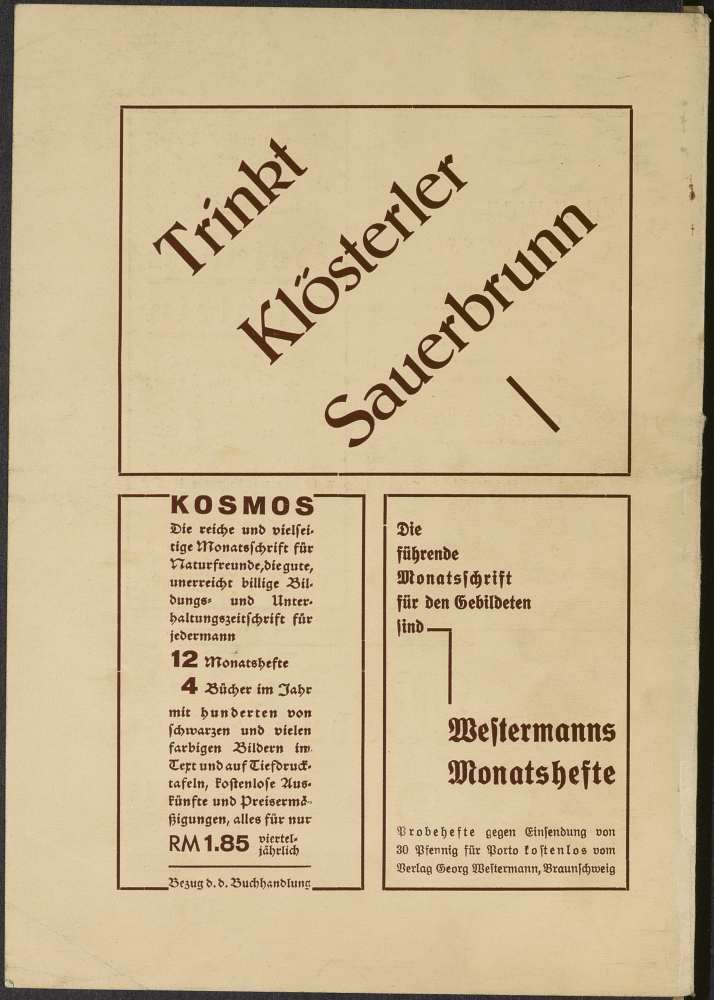 Trinkt
Klösterler
Sauerbrunn
KOSMOS
Die reiche und vielsei-
tige Monatsschrift für
Naturfreunde, die gute,
unerreicht billige Bil-
dungs- und Unter-
haltungszeitschrift für
jedermann
12 Monatshefte
4 Bücher im Jahr
mit hunderten von
schwarzen und vielen
farbigen Bildern im
Text und auf Tiefdruck-
tafeln, kostenlose Aus-
künfte und Preisermä-
ßigungen, alles für nur
RM 1.85 viertel-
jährlich
Bezug d. d. Buchhandlung
Die
führende
Monatsschrift
für den Gebildeten
sind
Westermanns
Monatshefte
Probehefte gegen Einsendung von
30 Pfennig für Porto kostenlos vom
Verlag Georg Westermann, Braunschweig